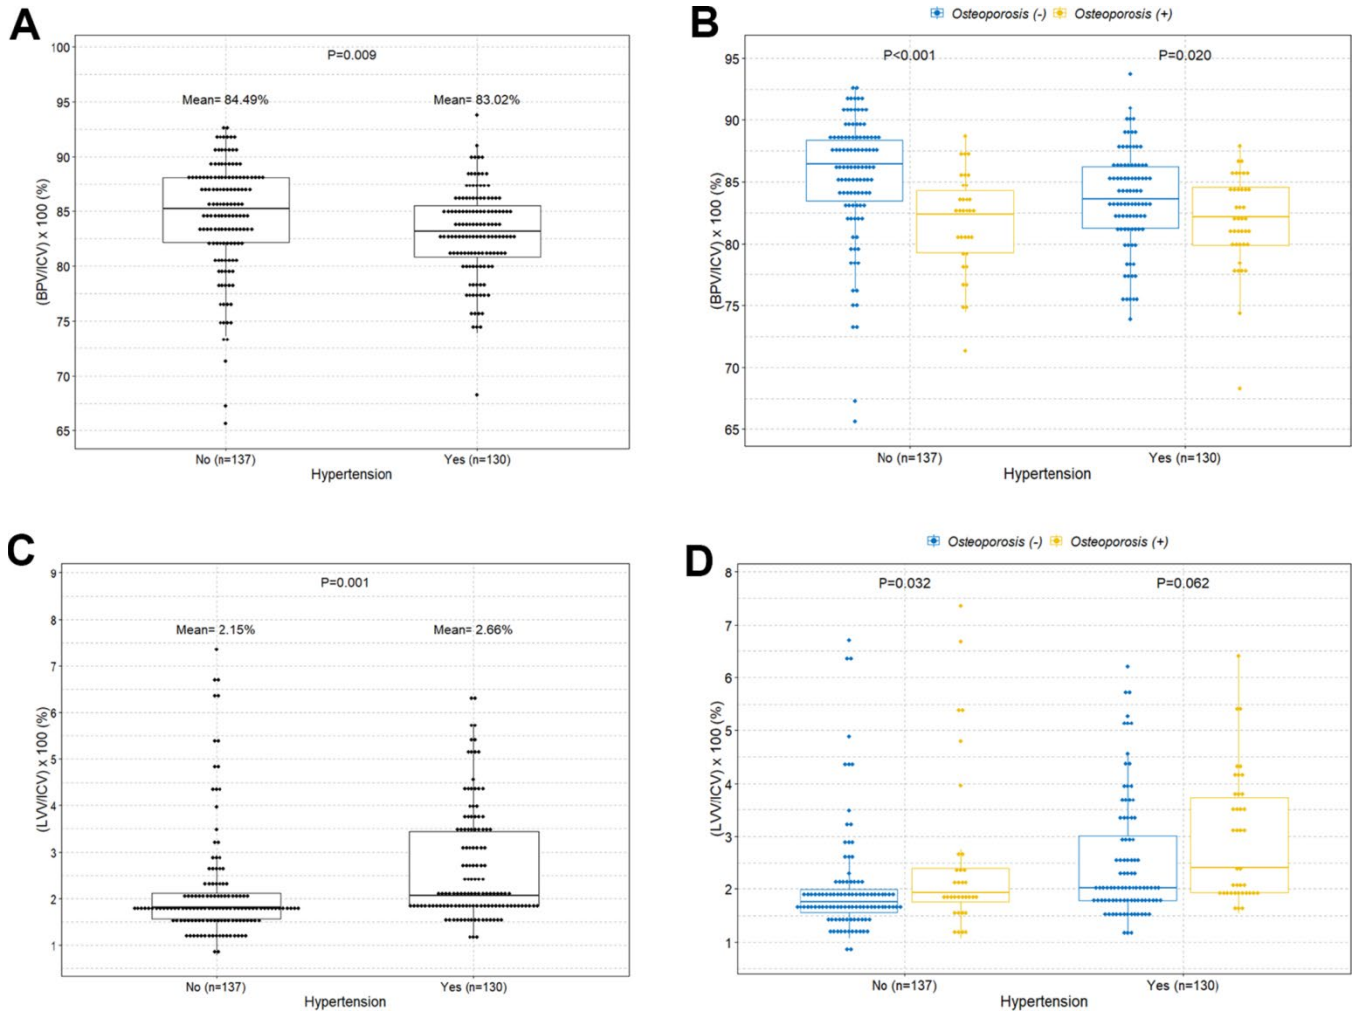 A
100
95
90
85
80
75
70
65
(BPV/ICV) x 100 (%)
P=0.009
Mean= 84.49%
Mean= 83.02%
No (n=137)
Yes (n=130)
Hypertension
B
Osteoporosis (-)
Osteoporosis (+)
95
90
85
80
75
70
65
(BPV/ICV) x 100 (%)
P<0.001
P=0.020
No (n=137)
Yes (n=130)
Hypertension
C
9
8
7
6
5
4
3
2
1
(LVV/ICV) x 100 (%)
P=0.001
Mean= 2.15%
Mean= 2.66%
No (n=137)
Yes (n=130)
Hypertension
D
Osteoporosis (-)
Osteoporosis (+)
8
7
6
5
4
3
2
1
(LVV/ICV) x 100 (%)
P=0.032
P=0.062
No (n=137)
Yes (n=130)
Hypertension